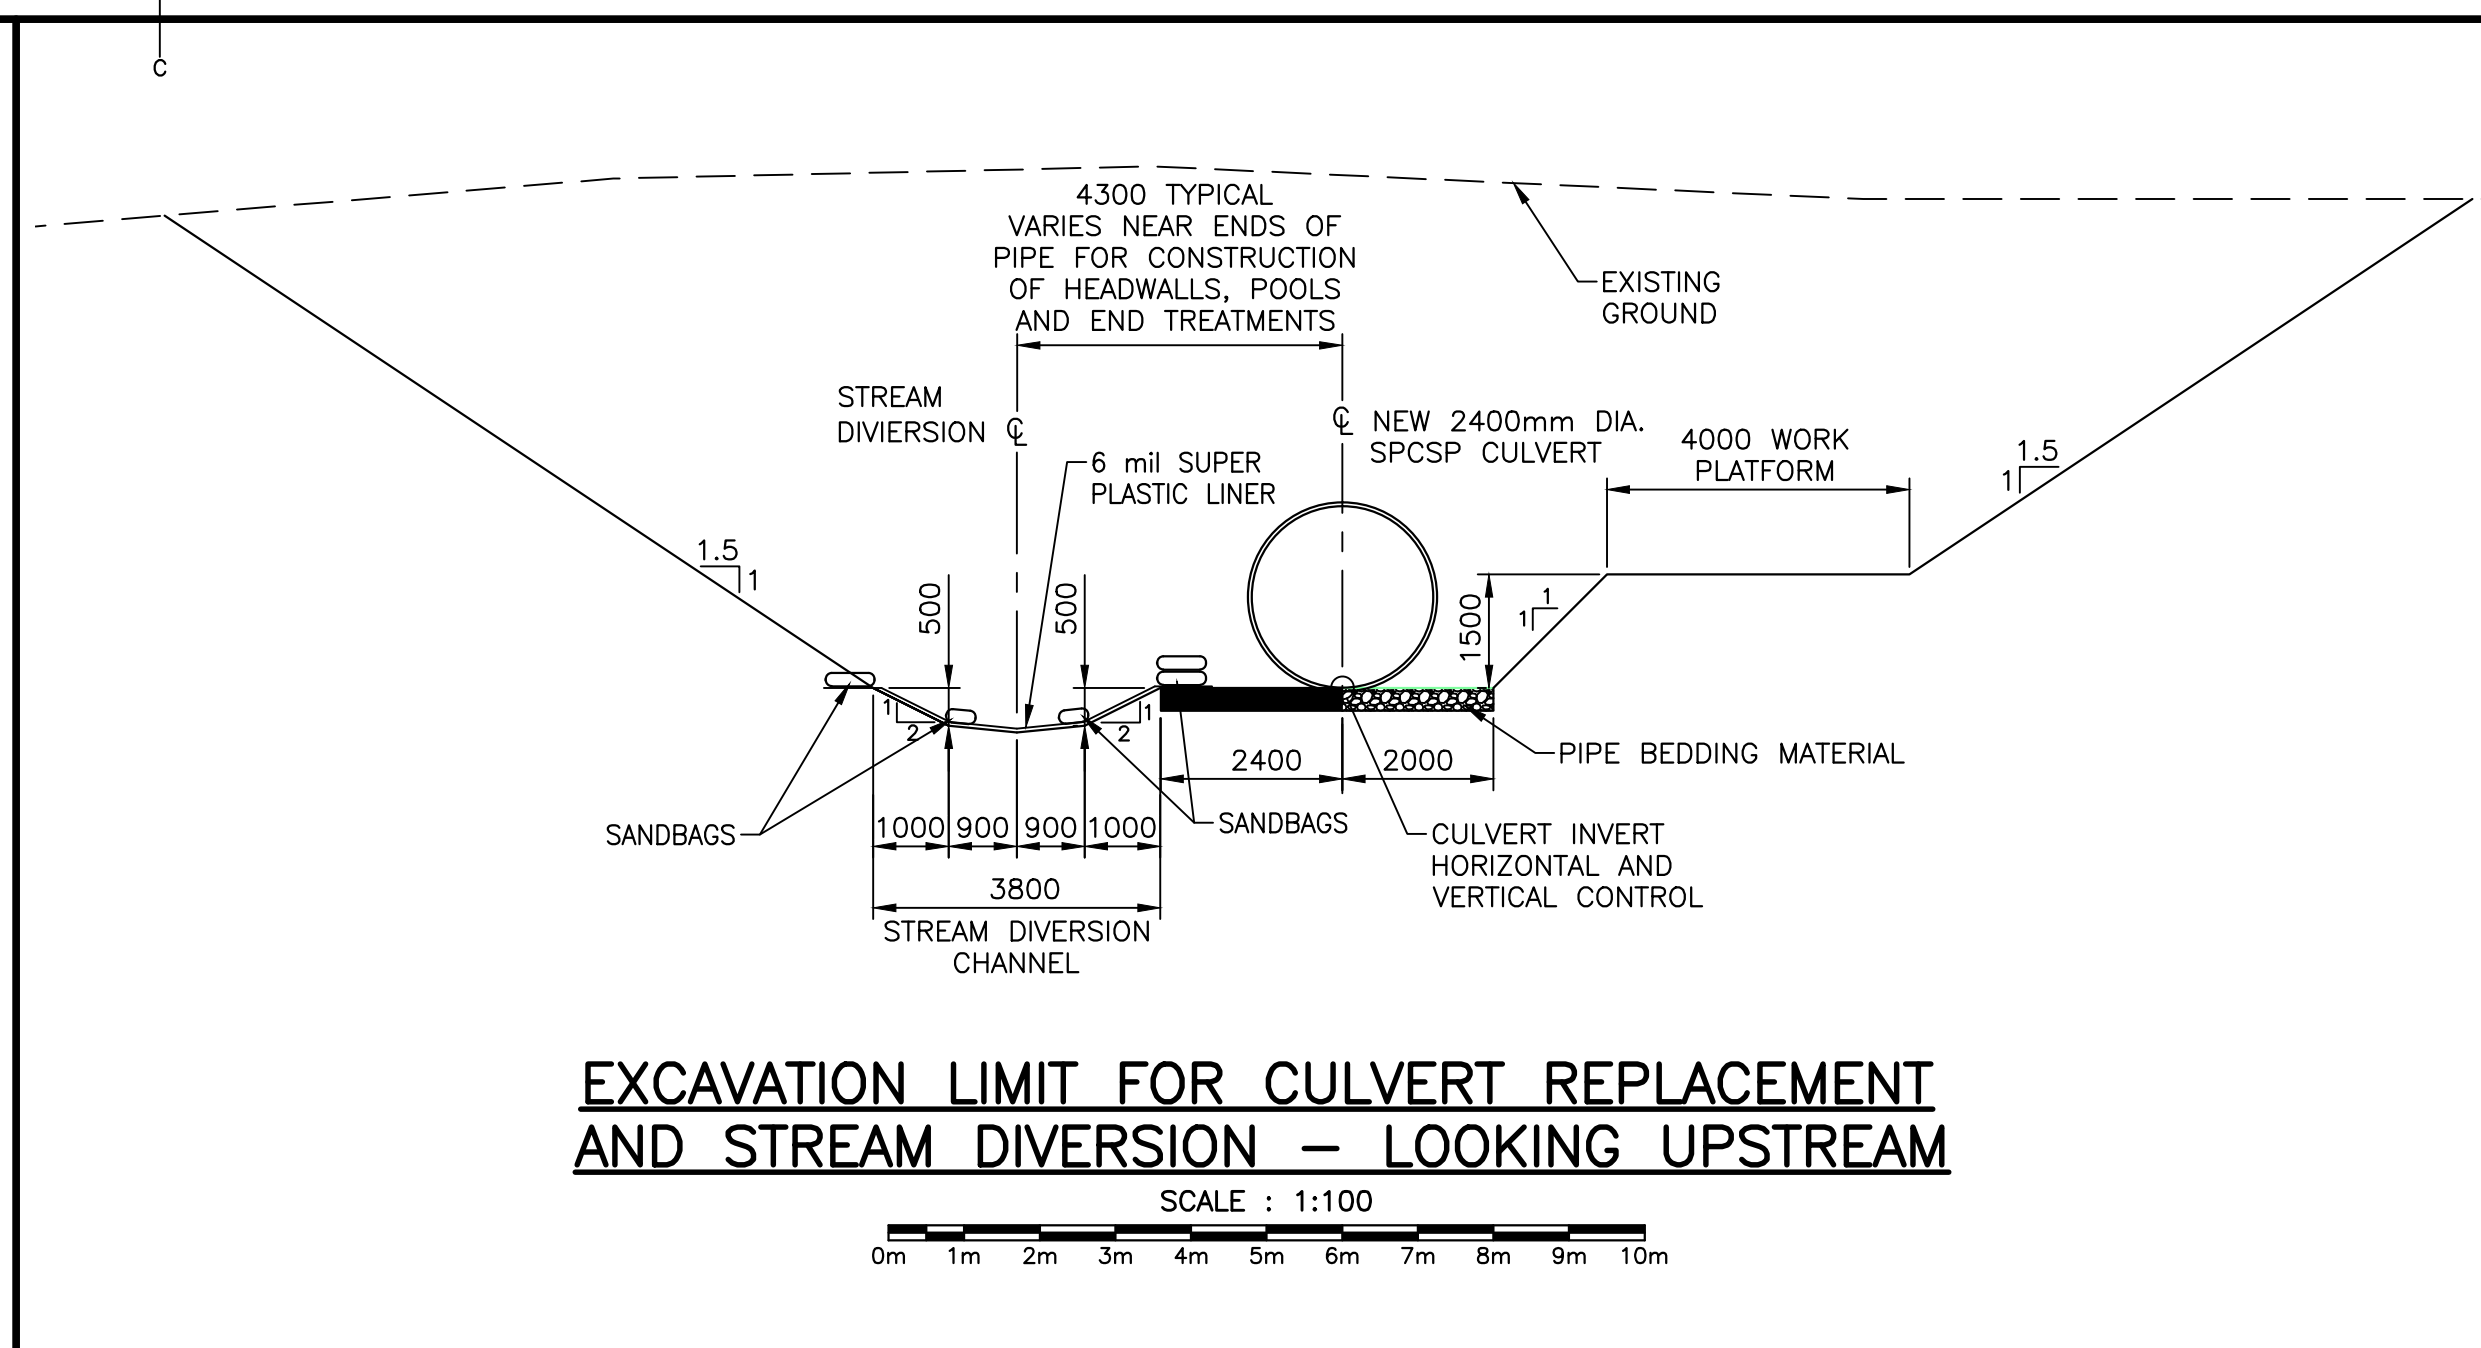 C
4300 TYPICAL
VARIES NEAR ENDS OF
PIPE FOR CONSTRUCTION
OF HEADWALLS, POOLS
AND END TREATMENTS
EXISTING
GROUND
STREAM
DIVIERSION ℄
℄ NEW 2400mm DIA.
SPCSP CULVERT
4000 WORK
PLATFORM
1.5
1
6 mil SUPER
PLASTIC LINER
1.5
1
500
500
1500
1
1
1
2
1
2
2400
2000
PIPE BEDDING MATERIAL
SANDBAGS
1000
900
900
1000
SANDBAGS
CULVERT INVERT
HORIZONTAL AND
VERTICAL CONTROL
3800
STREAM DIVERSION
CHANNEL
EXCAVATION LIMIT FOR CULVERT REPLACEMENT
AND STREAM DIVERSION – LOOKING UPSTREAM
SCALE : 1:100
0m 1m 2m 3m 4m 5m 6m 7m 8m 9m 10m